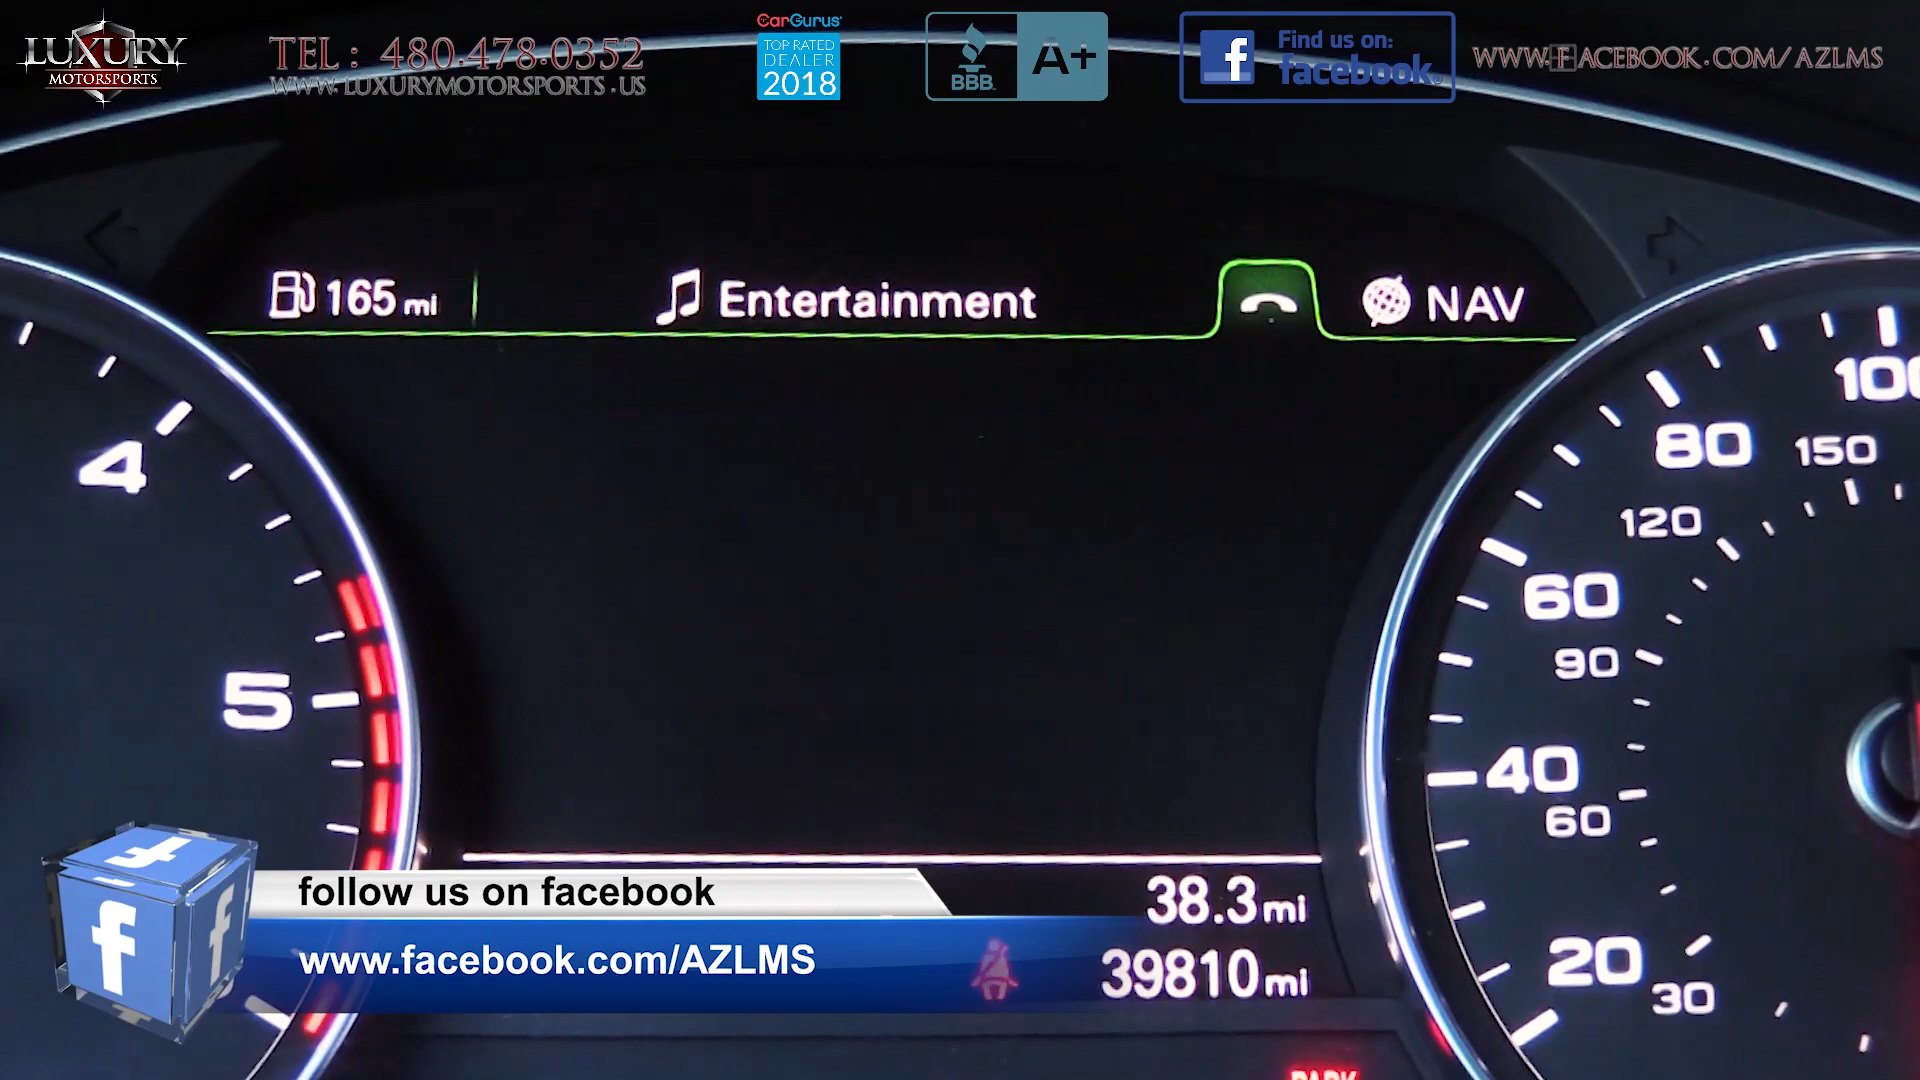 LUXURY
MOTORSPORTS
TEL : 480.478.0352
WWW.LUXURYMOTORSPORTS.US
CarGurus
TOP RATED
DEALER
2018
BBB.
A+
f
Find us on:
facebook
WWW.FACEBOOK.COM/AZLMS
165 mi
Entertainment
NAV
4
5
100
80
150
120
60
90
40
60
20
30
38.3 mi
39810 mi
f
f
f
follow us on facebook
www.facebook.com/AZLMS
PARK